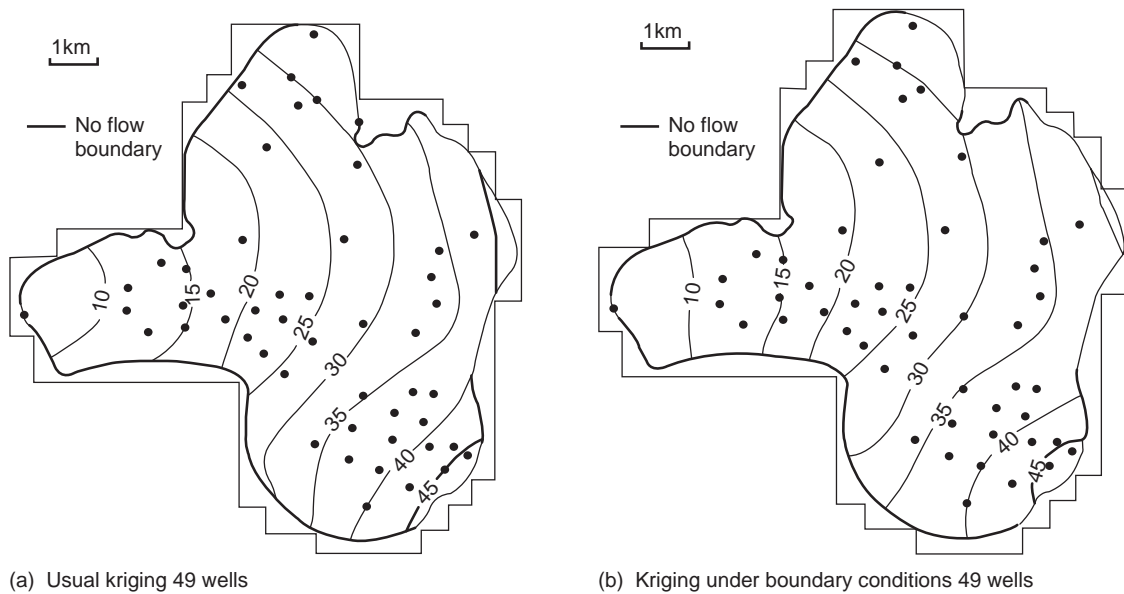 1km
No flow
boundary
10
15
20
25
30
35
40
45
(a) Usual kriging 49 wells
1km
No flow
boundary
10
15
20
25
30
35
40
45
(b) Kriging under boundary conditions 49 wells